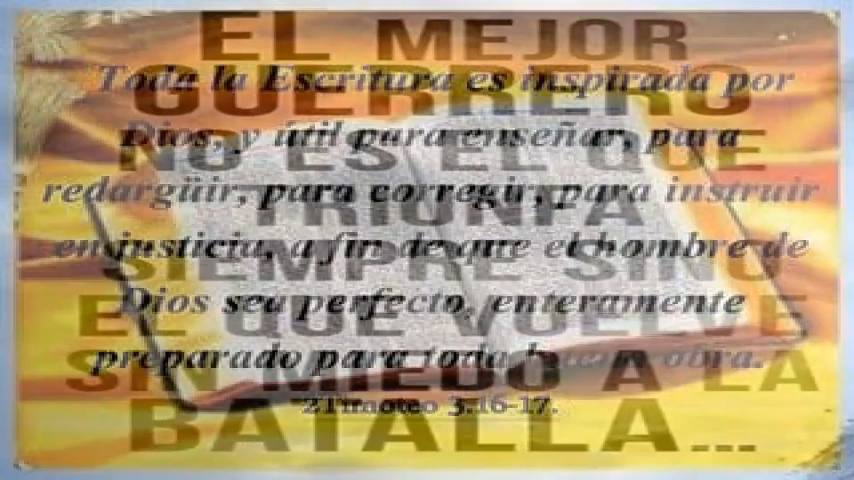 EL MEJOR
GUERRERO
NO ES EL QUE
TRIUNFA
SIEMPRE SINO
EL QUE VUELVE
SIN MIEDO A LA
BATALLA...
Toda la Escritura es inspirada por
Dios, y útil para enseñar, para
redargüir, para corregir, para instruir
en justicia, a fin de que el hombre de
Dios sea perfecto, enteramente
preparado para toda buena obra.
2Timoteo 3.16-17.